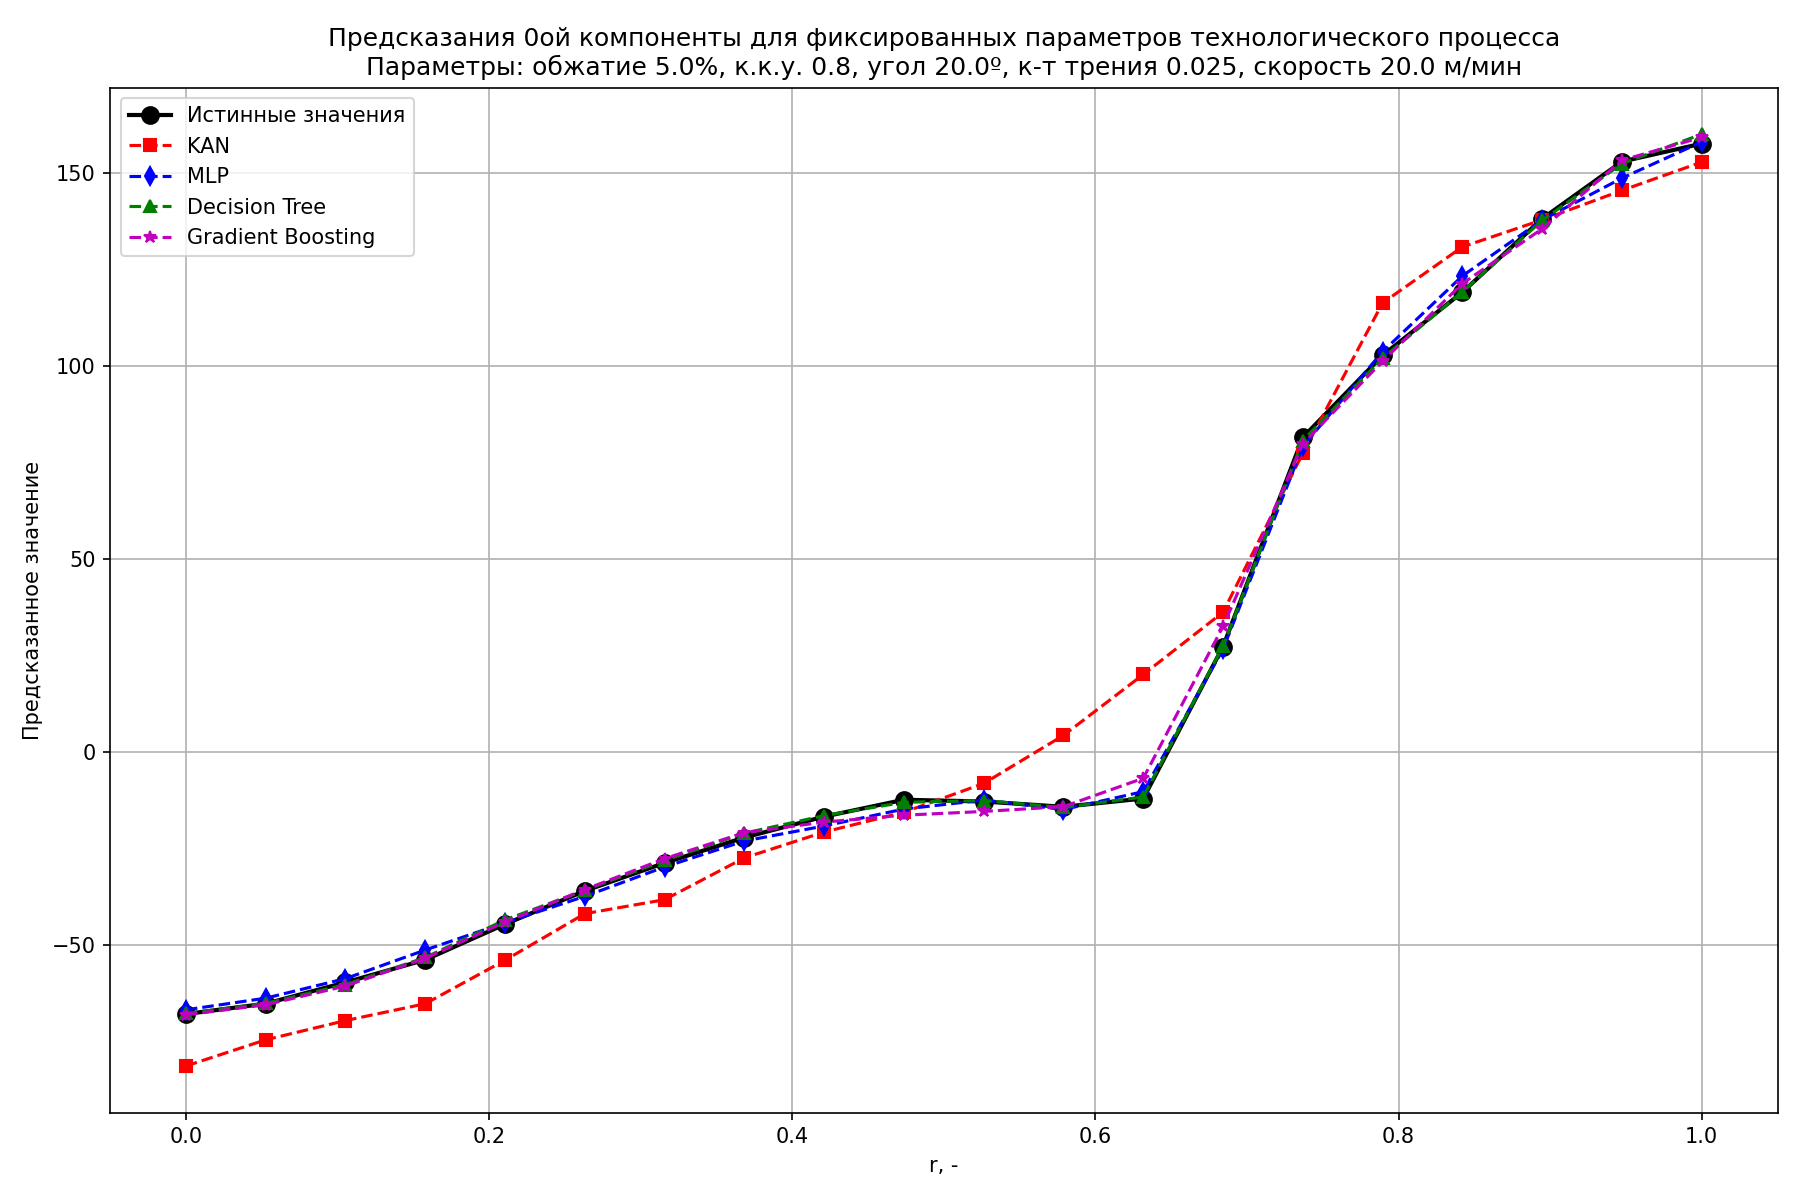 Предсказания 0ой компоненты для фиксированных параметров технологического процесса
Параметры: обжатие 5.0%, к.к.у. 0.8, угол 20.0º, к-т трения 0.025, скорость 20.0 м/мин
Истинные значения
KAN
MLP
Decision Tree
Gradient Boosting
Предсказанное значение
150
100
50
0
−50
0.0
0.2
0.4
0.6
0.8
1.0
r, -